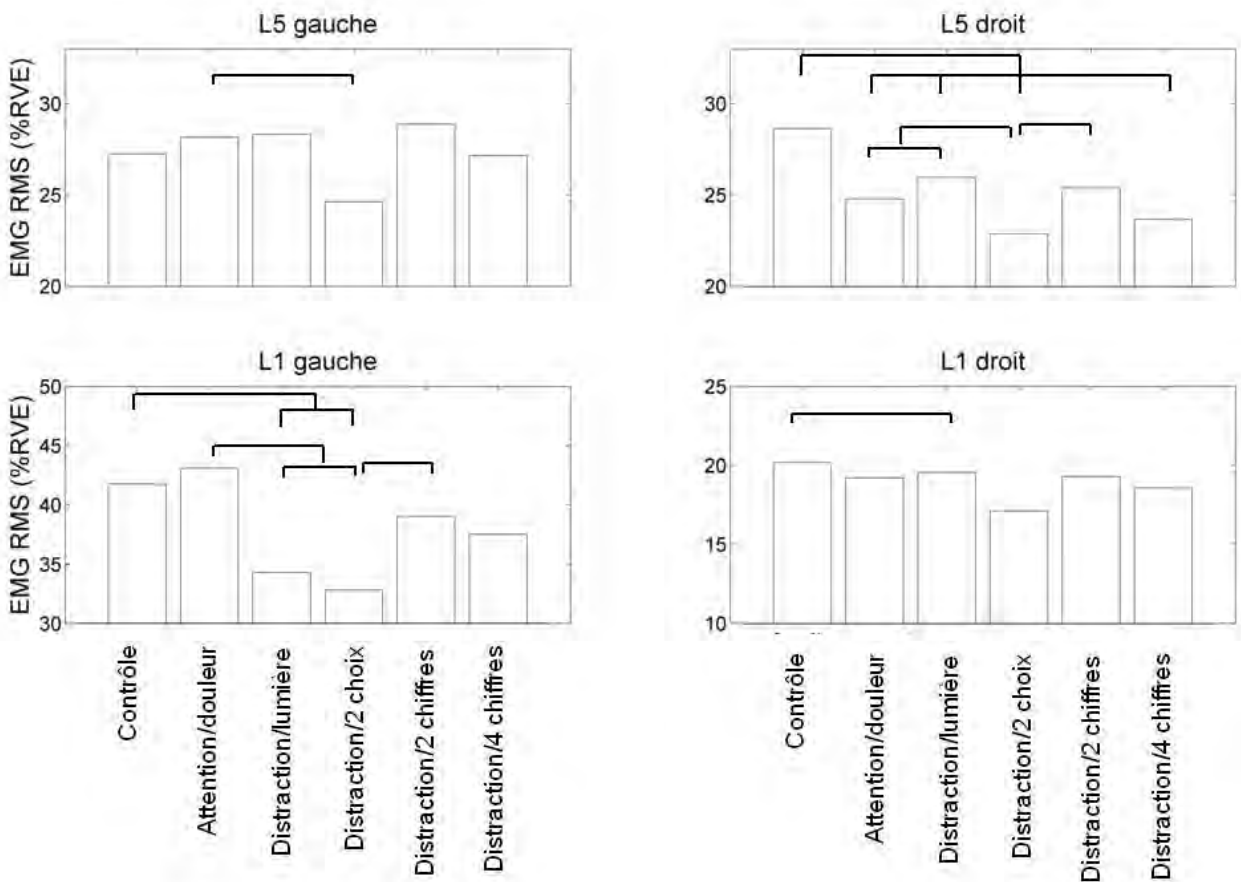 L5 gauche
L5 droit
EMG RMS (%RVE)
30
25
20
30
25
20
L1 gauche
L1 droit
EMG RMS (%RVE)
50
45
40
35
30
25
20
15
10
Contrôle
Attention/douleur
Distraction/lumière
Distraction/2 choix
Distraction/2 chiffres
Distraction/4 chiffres
Contrôle
Attention/douleur
Distraction/lumière
Distraction/2 choix
Distraction/2 chiffres
Distraction/4 chiffres